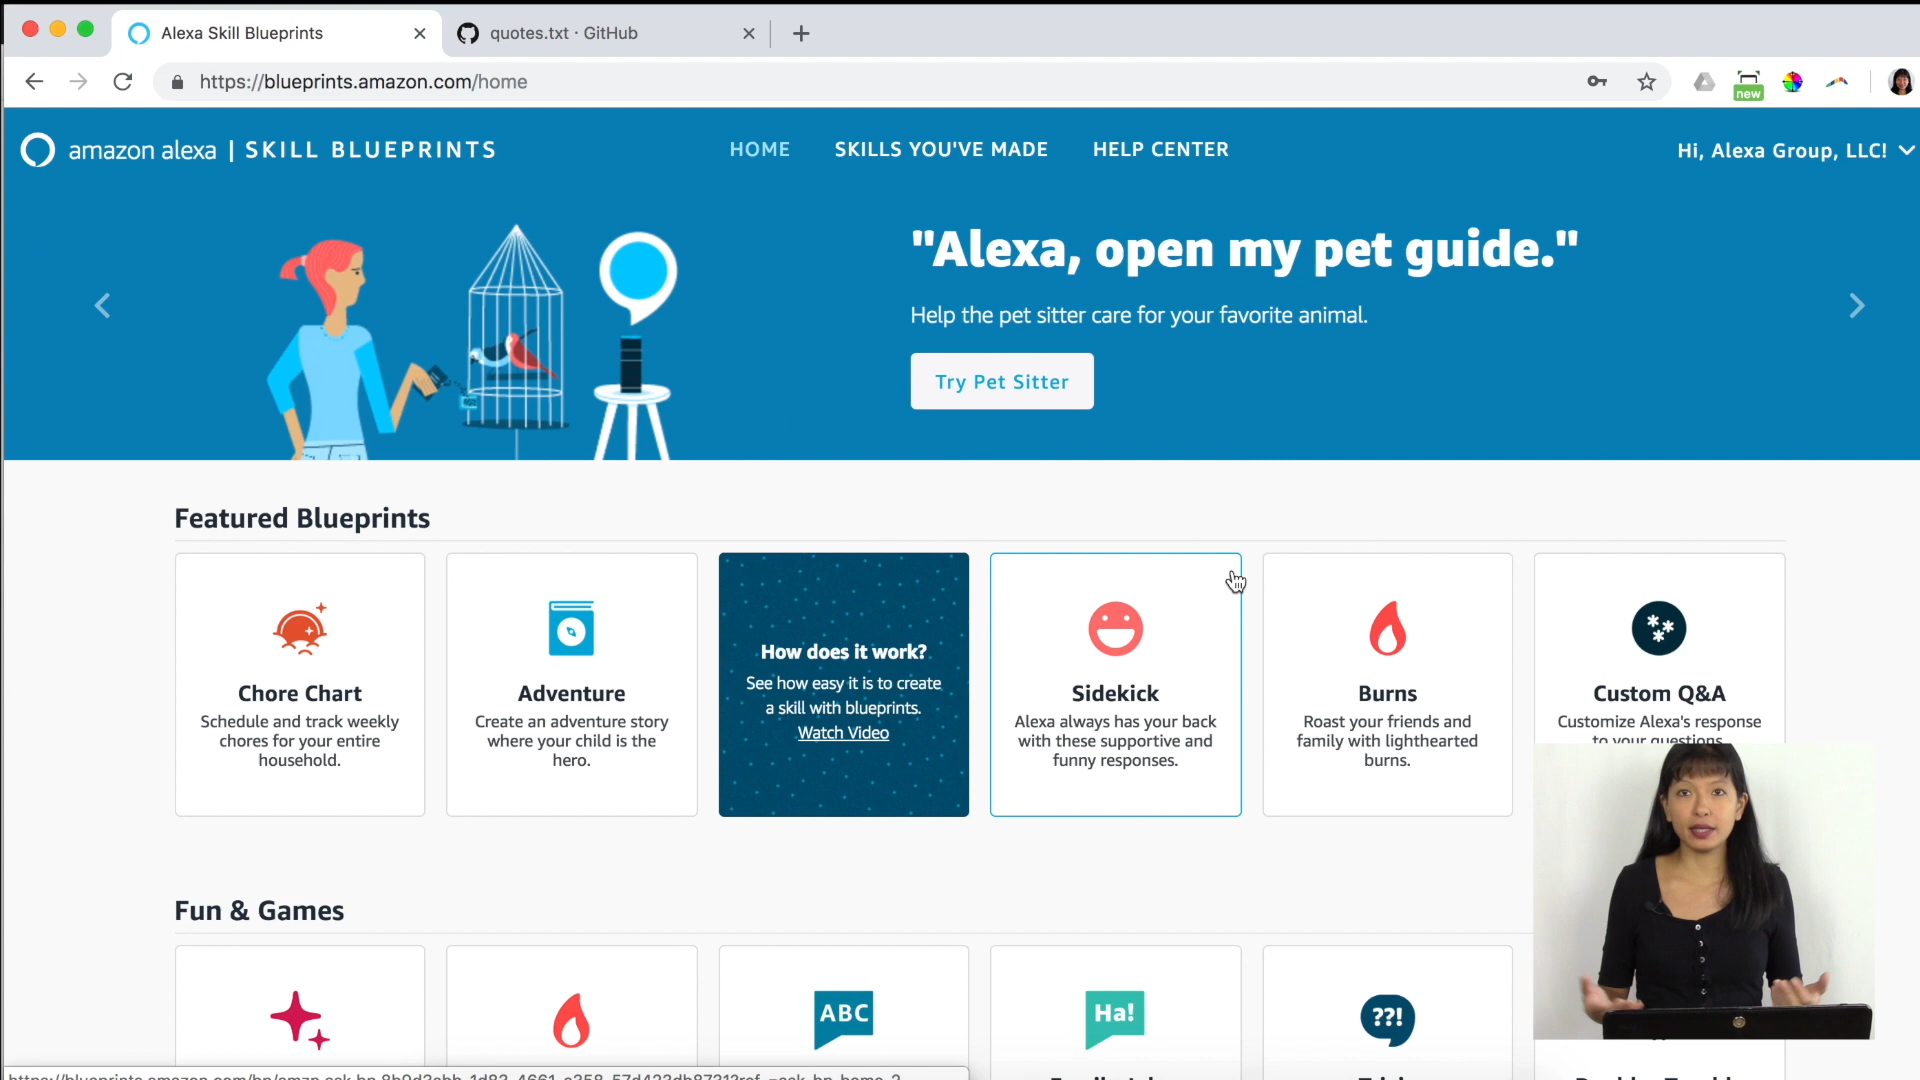 Alexa Skill Blueprints
quotes.txt · GitHub
https://blueprints.amazon.com/home
new
amazon alexa | SKILL BLUEPRINTS
HOME
SKILLS YOU'VE MADE
HELP CENTER
Hi, Alexa Group, LLC!
"Alexa, open my pet guide."
Help the pet sitter care for your favorite animal.
Try Pet Sitter
Featured Blueprints
Chore Chart
Schedule and track weekly
chores for your entire
household.
Adventure
Create an adventure story
where your child is the
hero.
How does it work?
See how easy it is to create
a skill with blueprints.
Watch Video
Sidekick
Alexa always has your back
with these supportive and
funny responses.
Burns
Roast your friends and
family with lighthearted
burns.
Custom Q&A
Customize Alexa's response
to your questions
Fun & Games
ABC
Ha!
??!